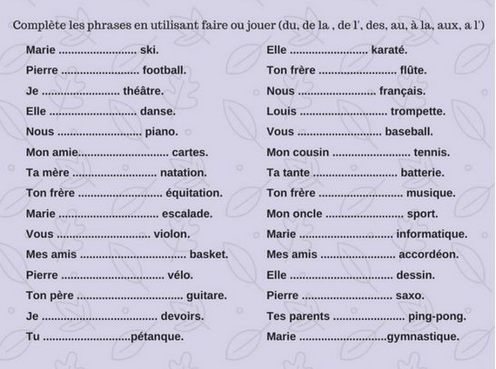 Complète les phrases en utilisant faire ou jouer (du, de la , de l', des, au, à la, aux, a l')
Marie ........................ ski.
Pierre ........................ football.
Je ........................ théâtre.
Elle ........................ danse.
Nous .......................... piano.
Mon amie............................ cartes.
Ta mère ........................ natation.
Ton frère .......................... équitation.
Marie ........................ escalade.
Vous ............................. violon.
Mes amis ............................ basket.
Pierre ........................ vélo.
Ton père ................................. guitare.
Je ........................ devoirs.
Tu ............................pétanque.
Elle ........................ karaté.
Ton frère ........................ flûte.
Nous ........................ français.
Louis .......................... trompette.
Vous .......................... baseball.
Mon cousin ........................ tennis.
Ta tante .......................... batterie.
Ton frère .......................... musique.
Mon oncle ........................ sport.
Marie ............................ informatique.
Mes amis ........................ accordéon.
Elle ............................ dessin.
Pierre ............................ saxo.
Tes parents ....................... ping-pong.
Marie ...........................gymnastique.